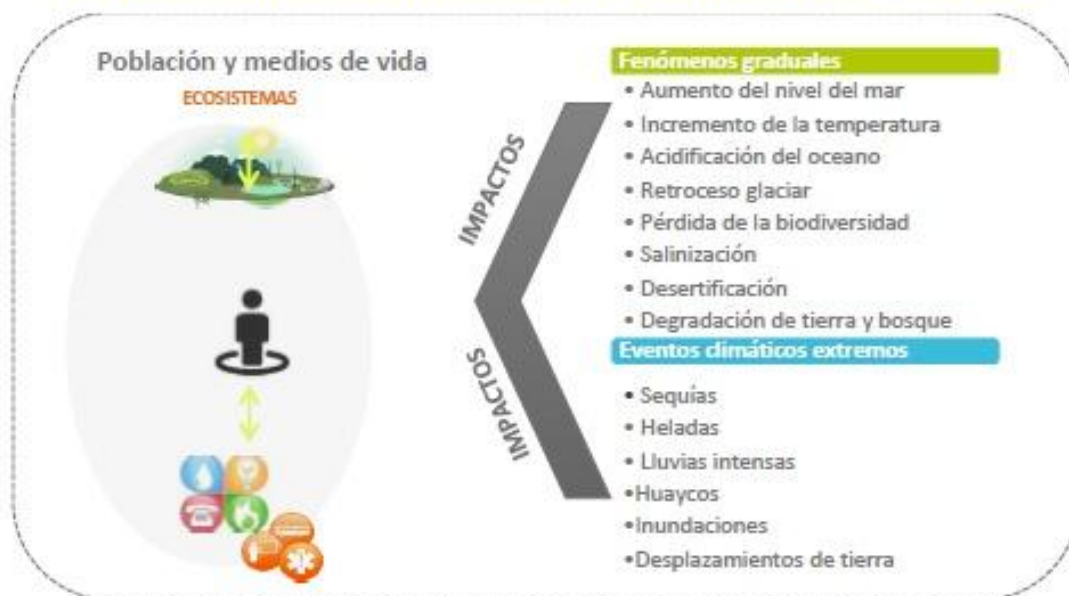 Población y medios de vida
ECOSISTEMAS
IMPACTOS
IMPACTOS
Fenómenos graduales
• Aumento del nivel del mar
• Incremento de la temperatura
• Acidificación del oceano
• Retroceso glaciar
• Pérdida de la biodiversidad
• Salinización
• Desertificación
• Degradación de tierra y bosque
Eventos climáticos extremos
• Sequías
• Heladas
• Lluvias intensas
•Huaycos
•Inundaciones
•Desplazamientos de tierra